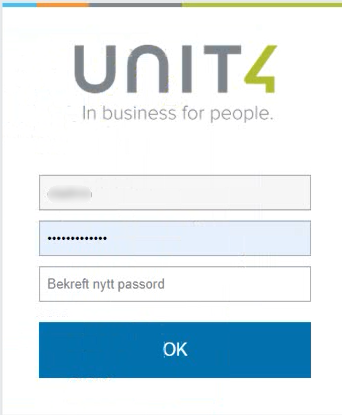 UNIT4
In business for people.
•••••••••••••
Bekreft nytt passord
OK